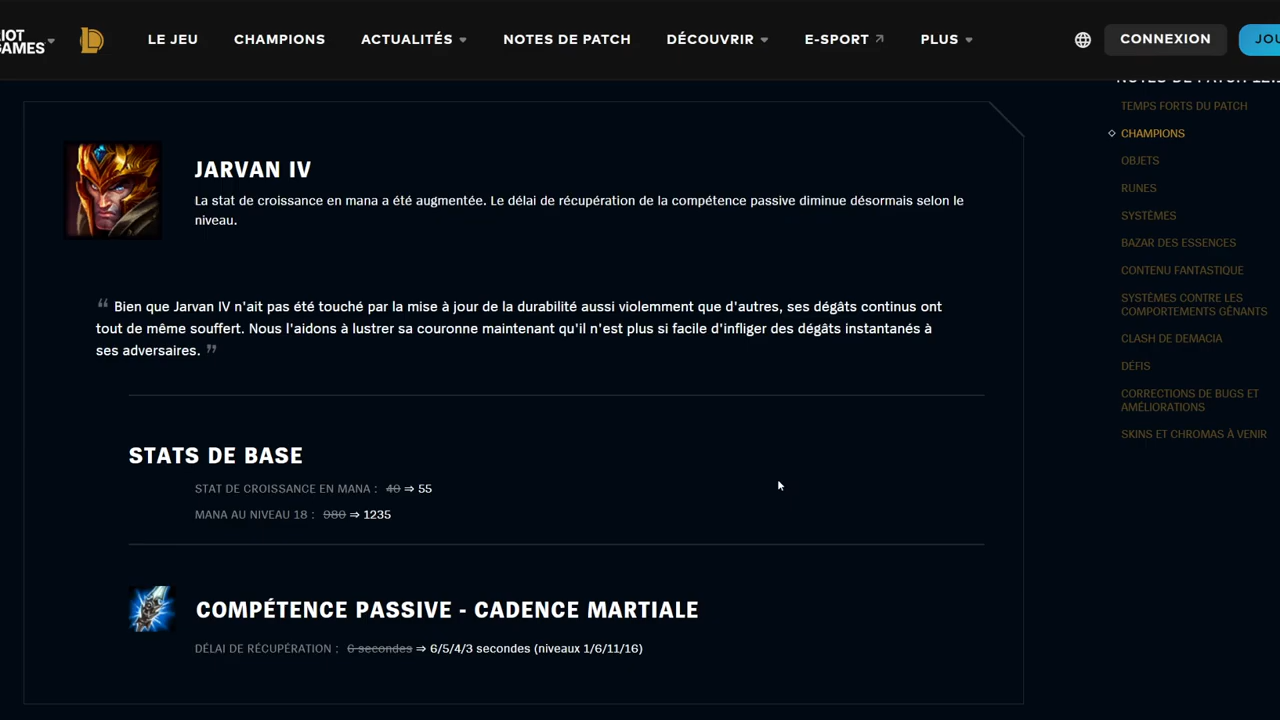 RIOT GAMES
LE JEU CHAMPIONS ACTUALITÉS NOTES DE PATCH DÉCOUVRIR E-SPORT PLUS CONNEXION
JARVAN IV
La stat de croissance en mana a été augmentée. Le délai de récupération de la compétence passive diminue désormais selon le
niveau.
“ Bien que Jarvan IV n'ait pas été touché par la mise à jour de la durabilité aussi violemment que d'autres, ses dégâts continus ont
tout de même souffert. Nous l'aidons à lustrer sa couronne maintenant qu'il n'est plus si facile d'infliger des dégâts instantanés à
ses adversaires. ”
STATS DE BASE
STAT DE CROISSANCE EN MANA : 40 ⇒ 55
MANA AU NIVEAU 18 : 980 ⇒ 1235
COMPÉTENCE PASSIVE - CADENCE MARTIALE
DÉLAI DE RÉCUPÉRATION : 6 secondes ⇒ 6/5/4/3 secondes (niveaux 1/6/11/16)
NOTES DE PATCH
TEMPS FORTS DU PATCH
CHAMPIONS
OBJETS
RUNES
SYSTÈMES
BAZAR DES ESSENCES
CONTENU FANTASTIQUE
SYSTÈMES CONTRE LES
COMPORTEMENTS GÊNANTS
CLASH DE DEMACIA
DÉFIS
CORRECTIONS DE BUGS ET
AMÉLIORATIONS
SKINS ET CHROMAS À VENIR